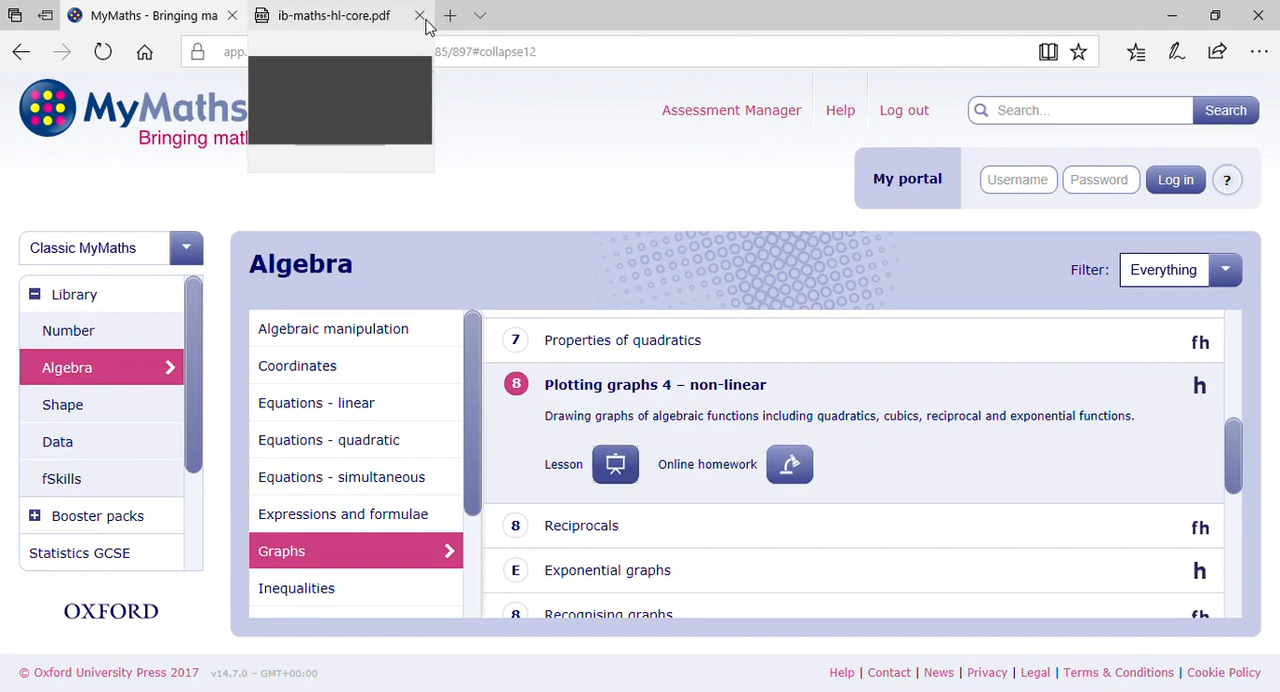 MyMaths - Bringing ma
ib-maths-hl-core.pdf
app.
85/897#collapse12
MyMaths
Bringing mat
Assessment Manager
Help
Log out
Search...
Search
My portal
Username
Password
Log in
?
Classic MyMaths
Library
Number
Algebra
Shape
Data
fSkills
Booster packs
Statistics GCSE
OXFORD
Algebra
Filter:
Everything
Algebraic manipulation
Coordinates
Equations - linear
Equations - quadratic
Equations - simultaneous
Expressions and formulae
Graphs
Inequalities
7 Properties of quadratics fh
8 Plotting graphs 4 – non-linear h
Drawing graphs of algebraic functions including quadratics, cubics, reciprocal and exponential functions.
Lesson
Online homework
8 Reciprocals fh
E Exponential graphs h
8 Recognising graphs fh
© Oxford University Press 2017 v14.7.0 – GMT+00:00
Help | Contact | News | Privacy | Legal | Terms & Conditions | Cookie Policy